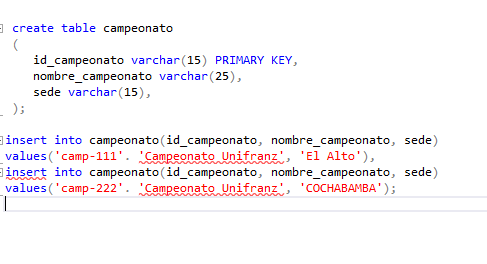 create table campeonato
(
id_campeonato varchar(15) PRIMARY KEY,
nombre_campeonato varchar(25),
sede varchar(15),
);
insert into campeonato(id_campeonato, nombre_campeonato, sede)
values('camp-111'. 'Campeonato Unifranz', 'El Alto'),
insert into campeonato(id_campeonato, nombre_campeonato, sede)
values('camp-222'. 'Campeonato Unifranz', 'COCHABAMBA');